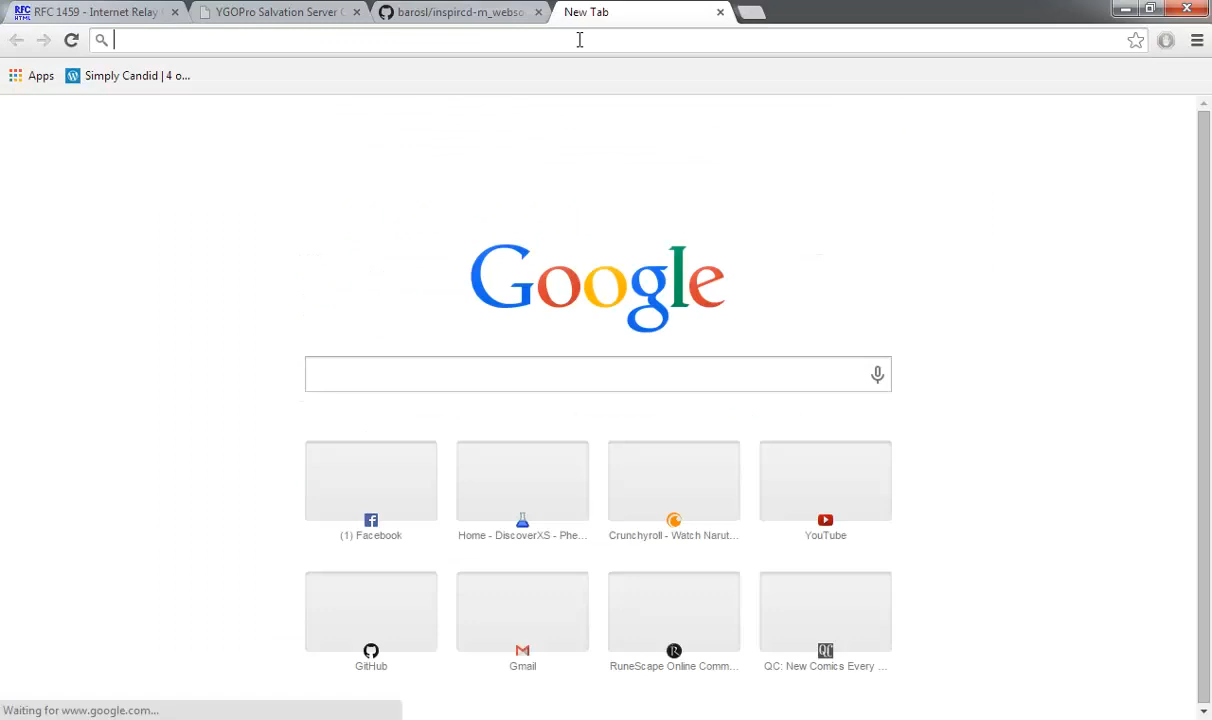 RFC 1459 - Internet Relay
YGOPro Salvation Server C
barosl/inspircd-m_webso
New Tab
Apps
Simply Candid | 4 o...
Google
(1) Facebook
Home - DiscoverXS - Phe...
Crunchyroll - Watch Narut...
YouTube
GitHub
Gmail
RuneScape Online Comm...
QC: New Comics Every ...
Waiting for www.google.com...